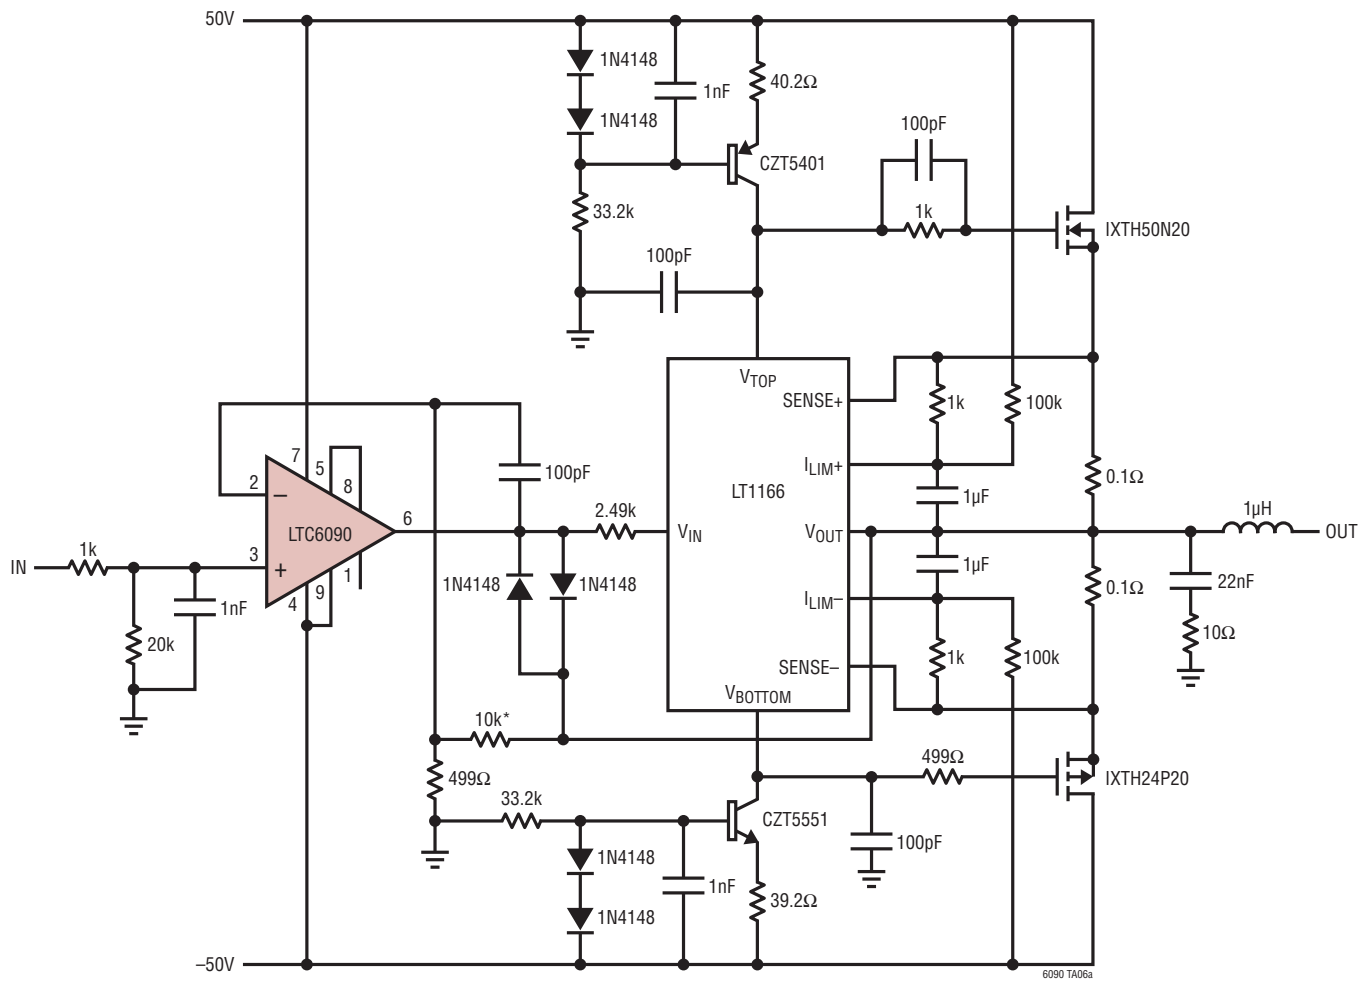 50V
1N4148
1nF
40.2Ω
1N4148
CZT5401
100pF
33.2k
1k
IXTH50N20
100pF
VTOP
SENSE+
1k
100k
7
5
8
2
–
100pF
ILIM+
0.1Ω
LT1166
1µF
1µH
6
2.49k
LTC6090
VIN
VOUT
OUT
IN
1k
3
+
1
9
4
1nF
20k
1N4148
1N4148
1µF
ILIM–
0.1Ω
22nF
10Ω
1k
100k
SENSE–
VBOTTOM
10k*
499Ω
499Ω
IXTH24P20
33.2k
CZT5551
1N4148
1nF
100pF
39.2Ω
1N4148
–50V
6090 TA06a